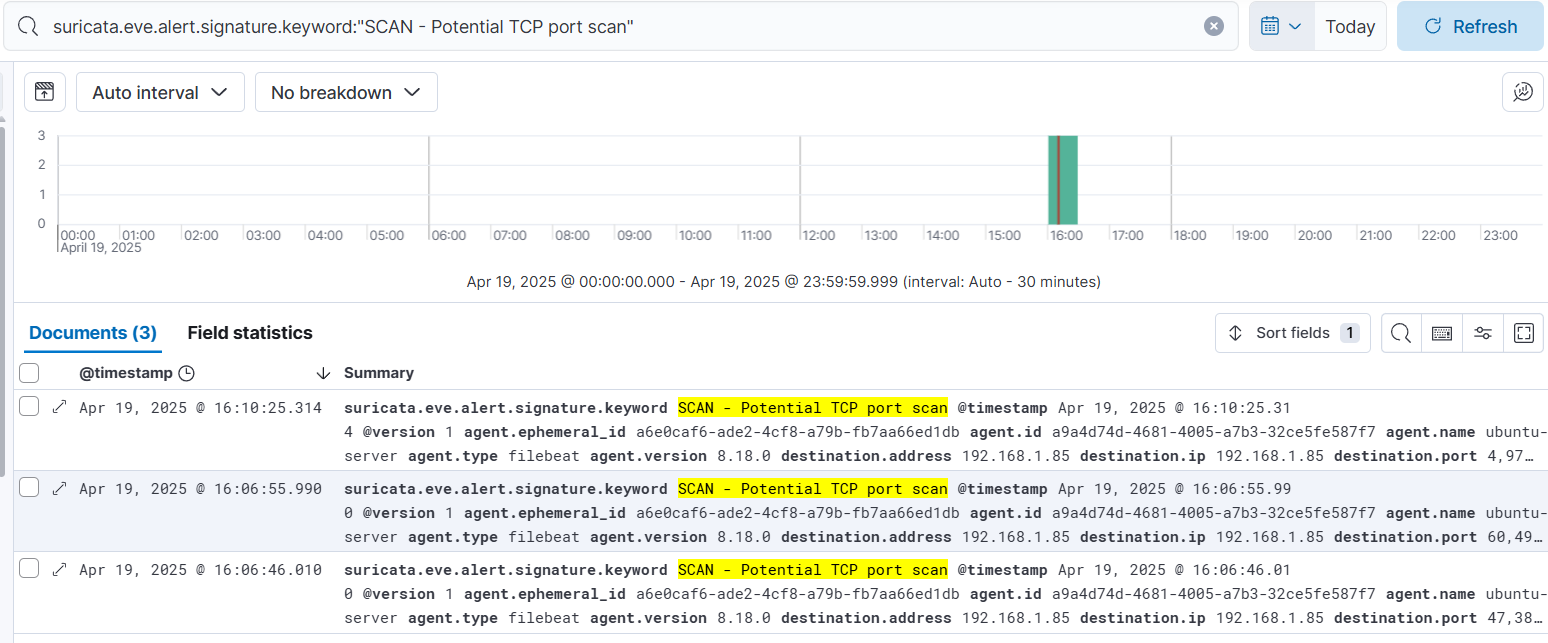 suricata.eve.alert.signature.keyword:"SCAN - Potential TCP port scan"
Today
Refresh
Auto interval
No breakdown
3
2
1
0
00:00 01:00 02:00 03:00 04:00 05:00 06:00 07:00 08:00 09:00 10:00 11:00 12:00 13:00 14:00 15:00 16:00 17:00 18:00 19:00 20:00 21:00 22:00 23:00
April 19, 2025
Apr 19, 2025 @ 00:00:00.000 - Apr 19, 2025 @ 23:59:59.999 (interval: Auto - 30 minutes)
Documents (3) Field statistics
Sort fields 1
@timestamp Summary
Apr 19, 2025 @ 16:10:25.314 suricata.eve.alert.signature.keyword SCAN - Potential TCP port scan @timestamp Apr 19, 2025 @ 16:10:25.31
4 @version 1 agent.ephemeral_id a6e0caf6-ade2-4cf8-a79b-fb7aa66ed1db agent.id a9a4d74d-4681-4005-a7b3-32ce5fe587f7 agent.name ubuntu-
server agent.type filebeat agent.version 8.18.0 destination.address 192.168.1.85 destination.ip 192.168.1.85 destination.port 4,97…
Apr 19, 2025 @ 16:06:55.990 suricata.eve.alert.signature.keyword SCAN - Potential TCP port scan @timestamp Apr 19, 2025 @ 16:06:55.99
0 @version 1 agent.ephemeral_id a6e0caf6-ade2-4cf8-a79b-fb7aa66ed1db agent.id a9a4d74d-4681-4005-a7b3-32ce5fe587f7 agent.name ubuntu-
server agent.type filebeat agent.version 8.18.0 destination.address 192.168.1.85 destination.ip 192.168.1.85 destination.port 60,49…
Apr 19, 2025 @ 16:06:46.010 suricata.eve.alert.signature.keyword SCAN - Potential TCP port scan @timestamp Apr 19, 2025 @ 16:06:46.01
0 @version 1 agent.ephemeral_id a6e0caf6-ade2-4cf8-a79b-fb7aa66ed1db agent.id a9a4d74d-4681-4005-a7b3-32ce5fe587f7 agent.name ubuntu-
server agent.type filebeat agent.version 8.18.0 destination.address 192.168.1.85 destination.ip 192.168.1.85 destination.port 47,38…